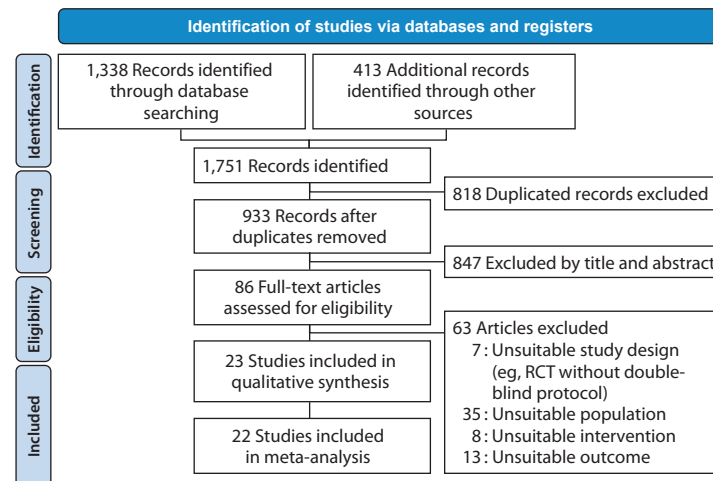 Identification of studies via databases and registers
Identification
1,338 Records identified
through database
searching
413 Additional records
identified through other
sources
1,751 Records identified
Screening
818 Duplicated records excluded
933 Records after
duplicates removed
847 Excluded by title and abstract
Eligibility
86 Full-text articles
assessed for eligibility
63 Articles excluded
7: Unsuitable study design
(eg, RCT without double-
blind protocol)
35: Unsuitable population
8: Unsuitable intervention
13: Unsuitable outcome
23 Studies included in
qualitative synthesis
Included
22 Studies included
in meta-analysis